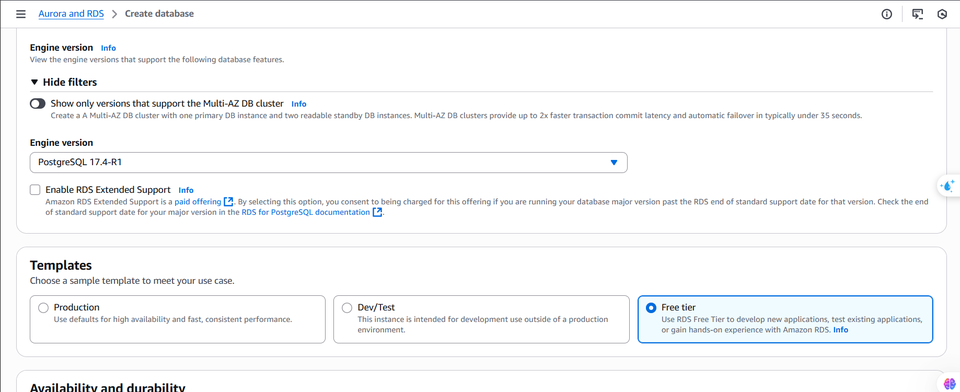 Aurora and RDS > Create database
Engine version Info
View the engine versions that support the following database features.
Hide filters
Show only versions that support the Multi-AZ DB cluster Info
Create a A Multi-AZ DB cluster with one primary DB instance and two readable standby DB instances. Multi-AZ DB clusters provide up to 2x faster transaction commit latency and automatic failover in typically under 35 seconds.
Engine version
PostgreSQL 17.4-R1
Enable RDS Extended Support Info
Amazon RDS Extended Support is a paid offering. By selecting this option, you consent to being charged for this offering if you are running your database major version past the RDS end of standard support date for that version. Check the end
of standard support date for your major version in the RDS for PostgreSQL documentation.
Templates
Choose a sample template to meet your use case.
Production
Use defaults for high availability and fast, consistent performance.
Dev/Test
This instance is intended for development use outside of a production
environment.
Free tier
Use RDS Free Tier to develop new applications, test existing applications,
or gain hands-on experience with Amazon RDS. Info
Availability and durability